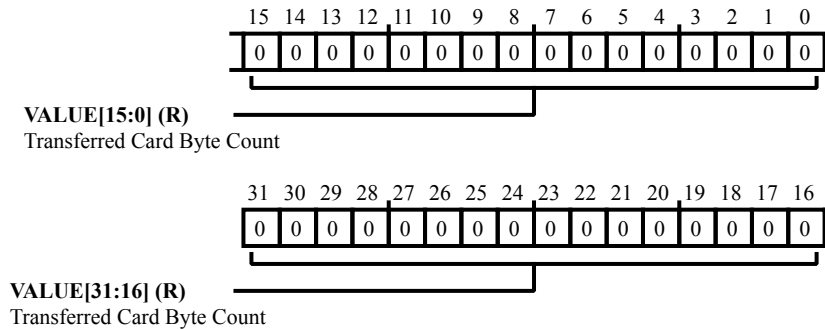 15 14 13 12 11 10 9 8 7 6 5 4 3 2 1 0
0 0 0 0 0 0 0 0 0 0 0 0 0 0 0 0
VALUE[15:0] (R)
Transferred Card Byte Count
31 30 29 28 27 26 25 24 23 22 21 20 19 18 17 16
0 0 0 0 0 0 0 0 0 0 0 0 0 0 0 0
VALUE[31:16] (R)
Transferred Card Byte Count